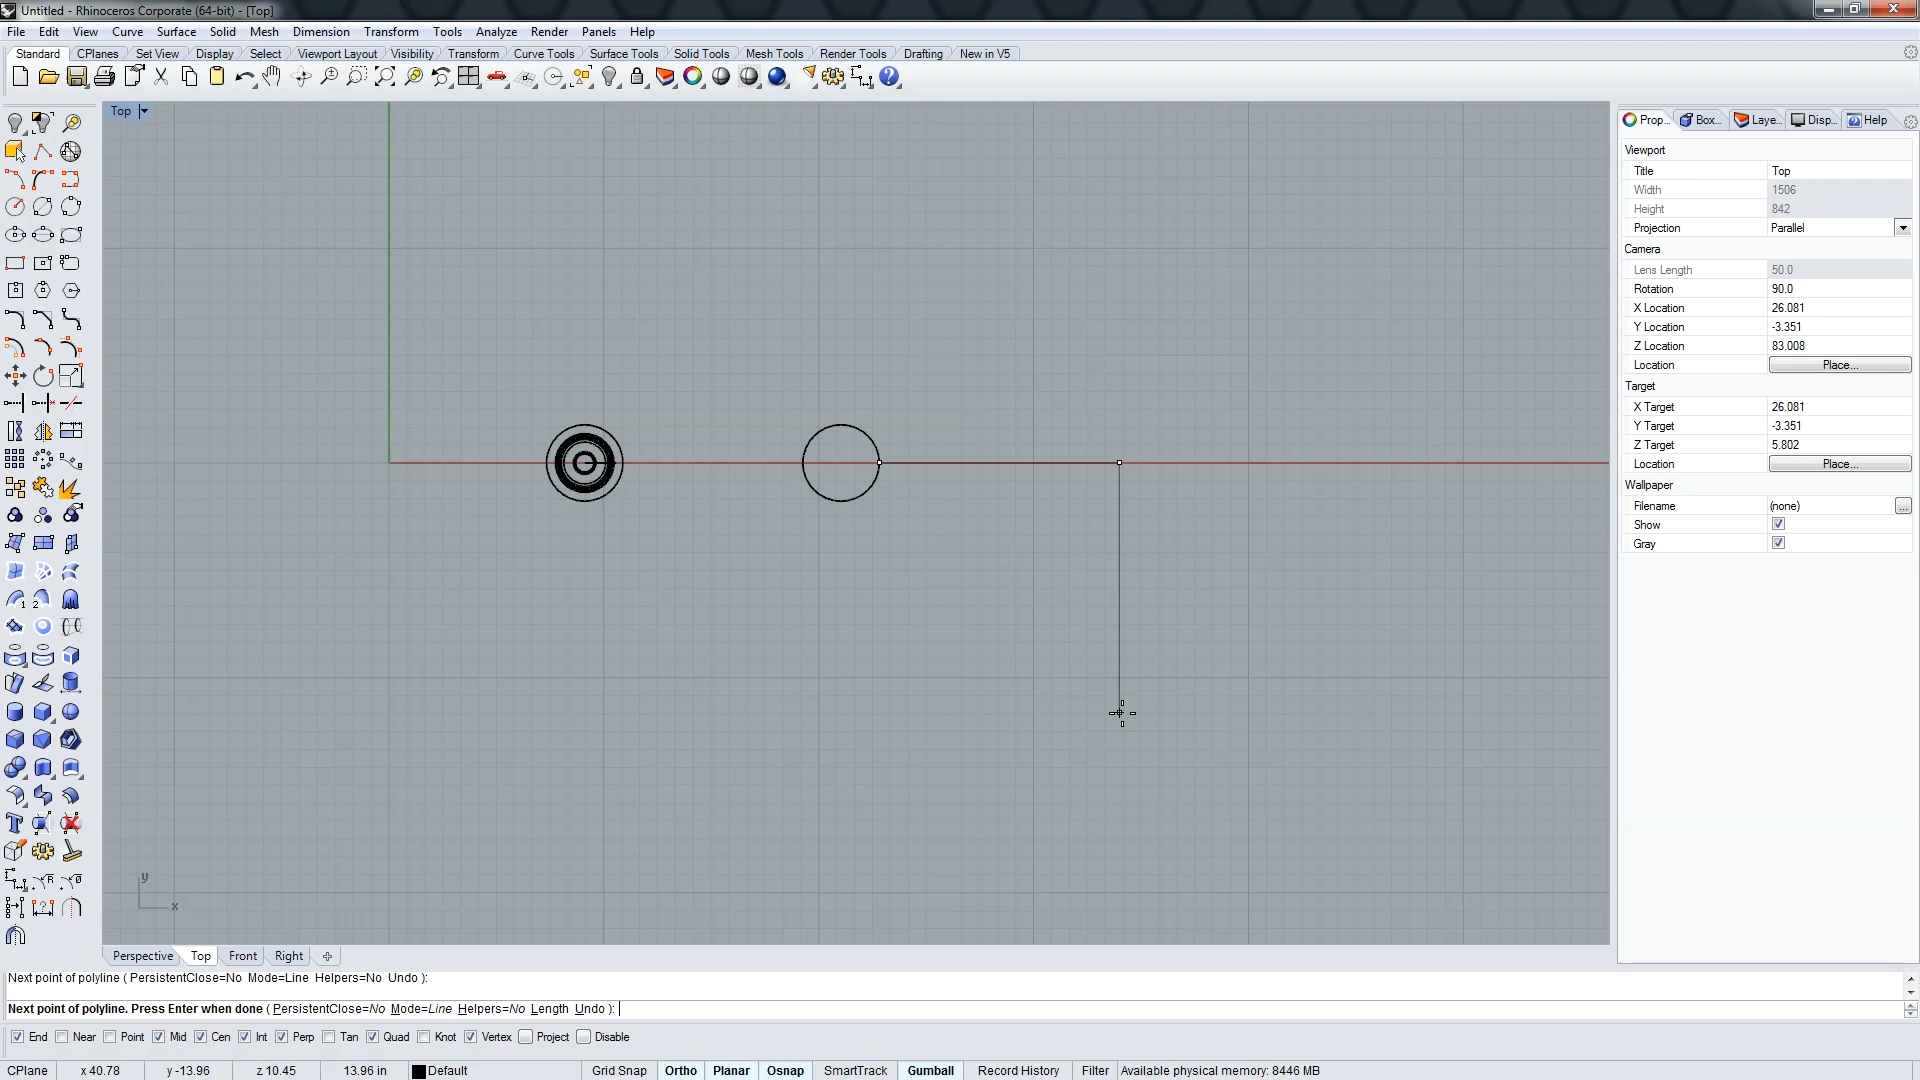 Untitled - Rhinoceros Corporate (64-bit) - [Top]
File Edit View Curve Surface Solid Mesh Dimension Transform Tools Analyze Render Panels Help
Standard CPlanes Set View Display Select Viewport Layout Visibility Transform Curve Tools Surface Tools Solid Tools Mesh Tools Render Tools Drafting New in V5
Top
Prop... Box... Laye... Disp... Help
Viewport
Title Top
Width 1506
Height 842
Projection Parallel
Camera
Lens Length 50.0
Rotation 90.0
X Location 26.081
Y Location -3.351
Z Location 83.008
Location Place...
Target
X Target 26.081
Y Target -3.351
Z Target 5.802
Location Place...
Wallpaper
Filename (none) ...
Show
Gray
y
x
Perspective Top Front Right
Next point of polyline ( PersistentClose=No Mode=Line Helpers=No Undo ):
Next point of polyline. Press Enter when done ( PersistentClose=No Mode=Line Helpers=No Length Undo ):
End Near Point Mid Cen Int Perp Tan Quad Knot Vertex Project Disable
CPlane x 40.78 y -13.96 z 10.45 13.96 in Default Grid Snap Ortho Planar Osnap SmartTrack Gumball Record History Filter Available physical memory: 8446 MB